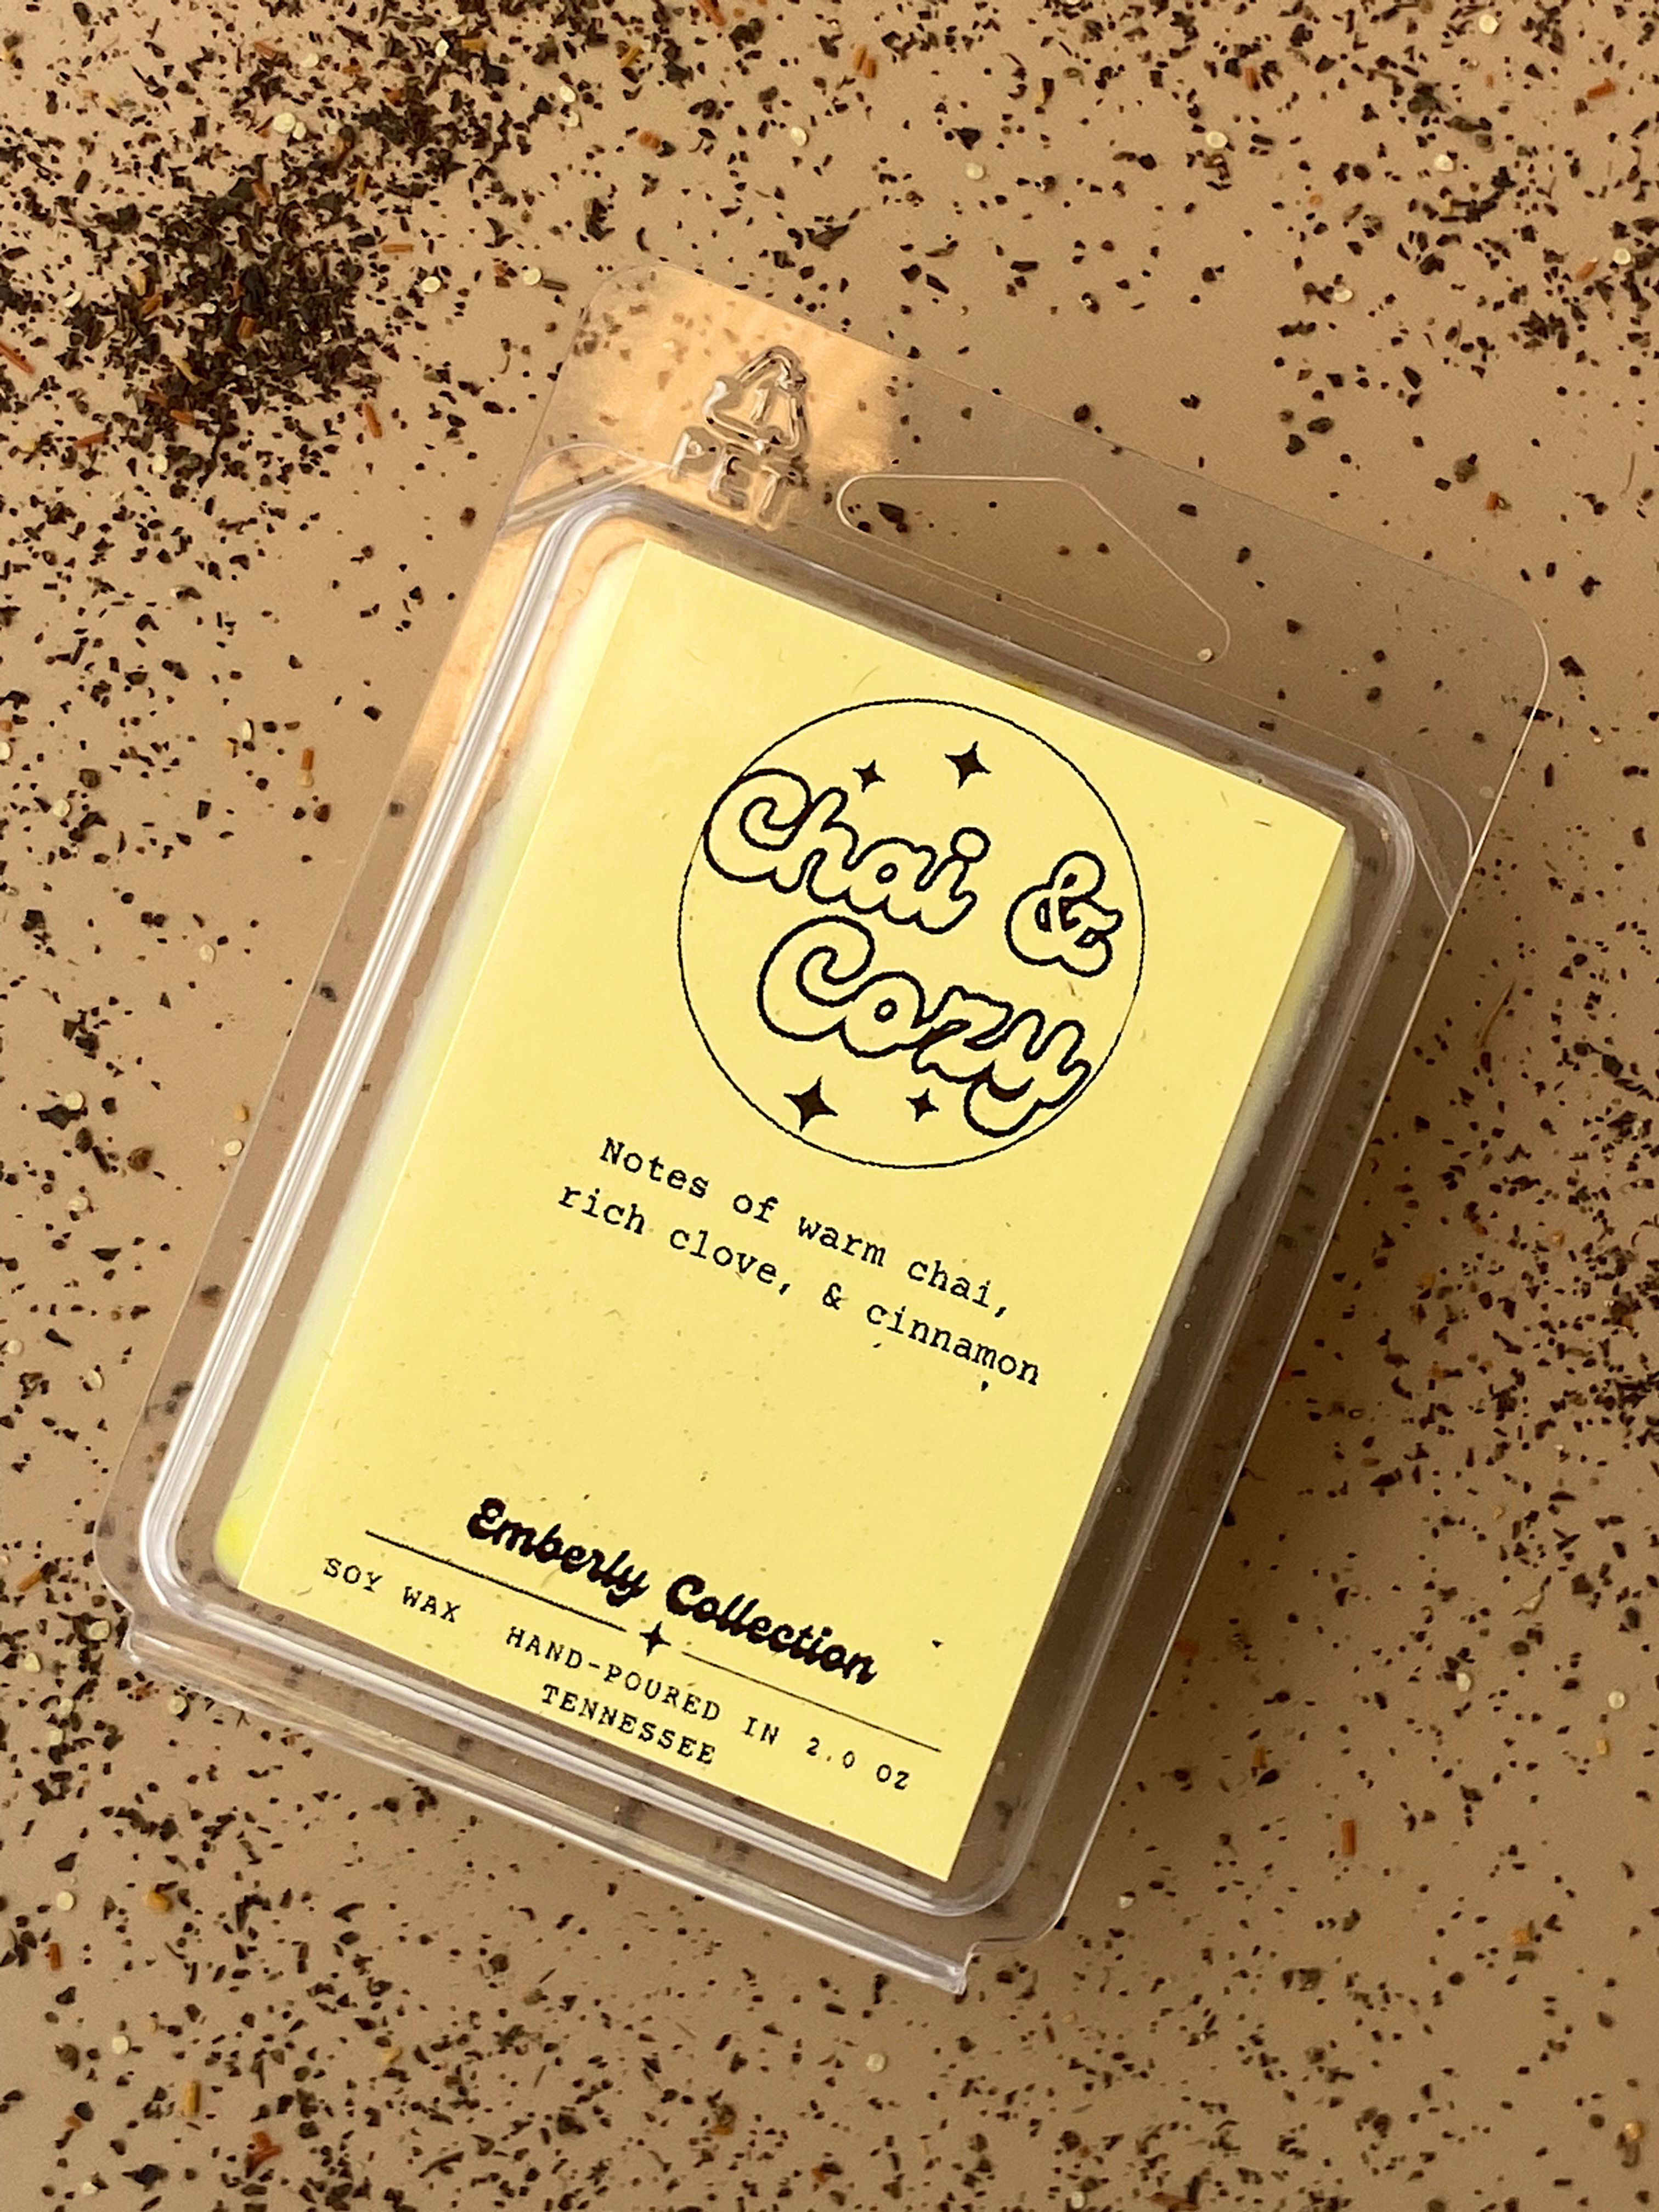 1
PET
Chai &
Cozy
Notes of warm chai,
rich clove, & cinnamon
Emberly Collection
SOY WAX HAND-POURED IN 2.0 OZ
TENNESSEE